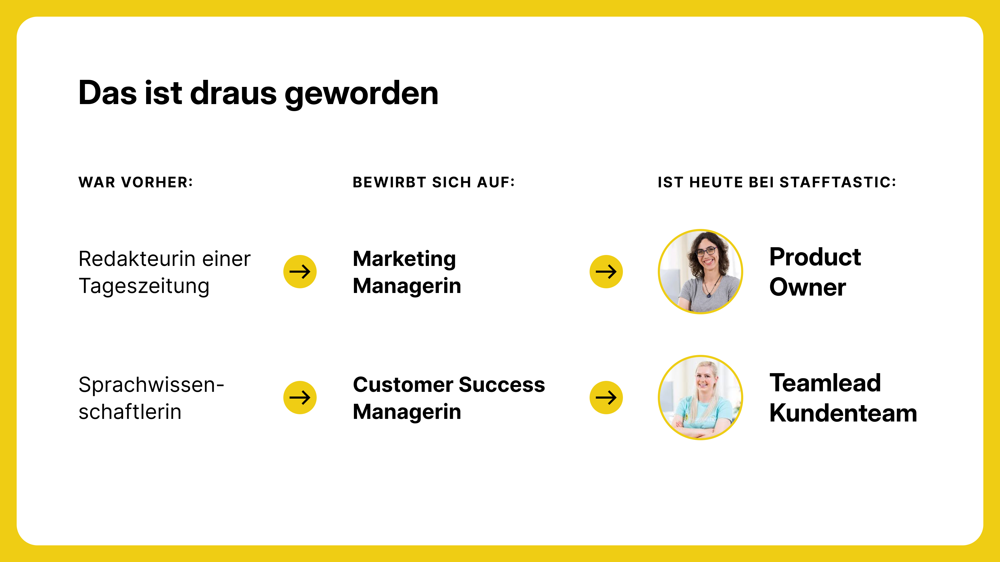 Das ist draus geworden
WAR VORHER:
BEWIRBT SICH AUF:
IST HEUTE BEI STAFFTASTIC:
Redakteurin einer
Tageszeitung
Marketing
Managerin
Product
Owner
Sprachwissen-
schaftlerin
Customer Success
Managerin
Teamlead
Kundenteam